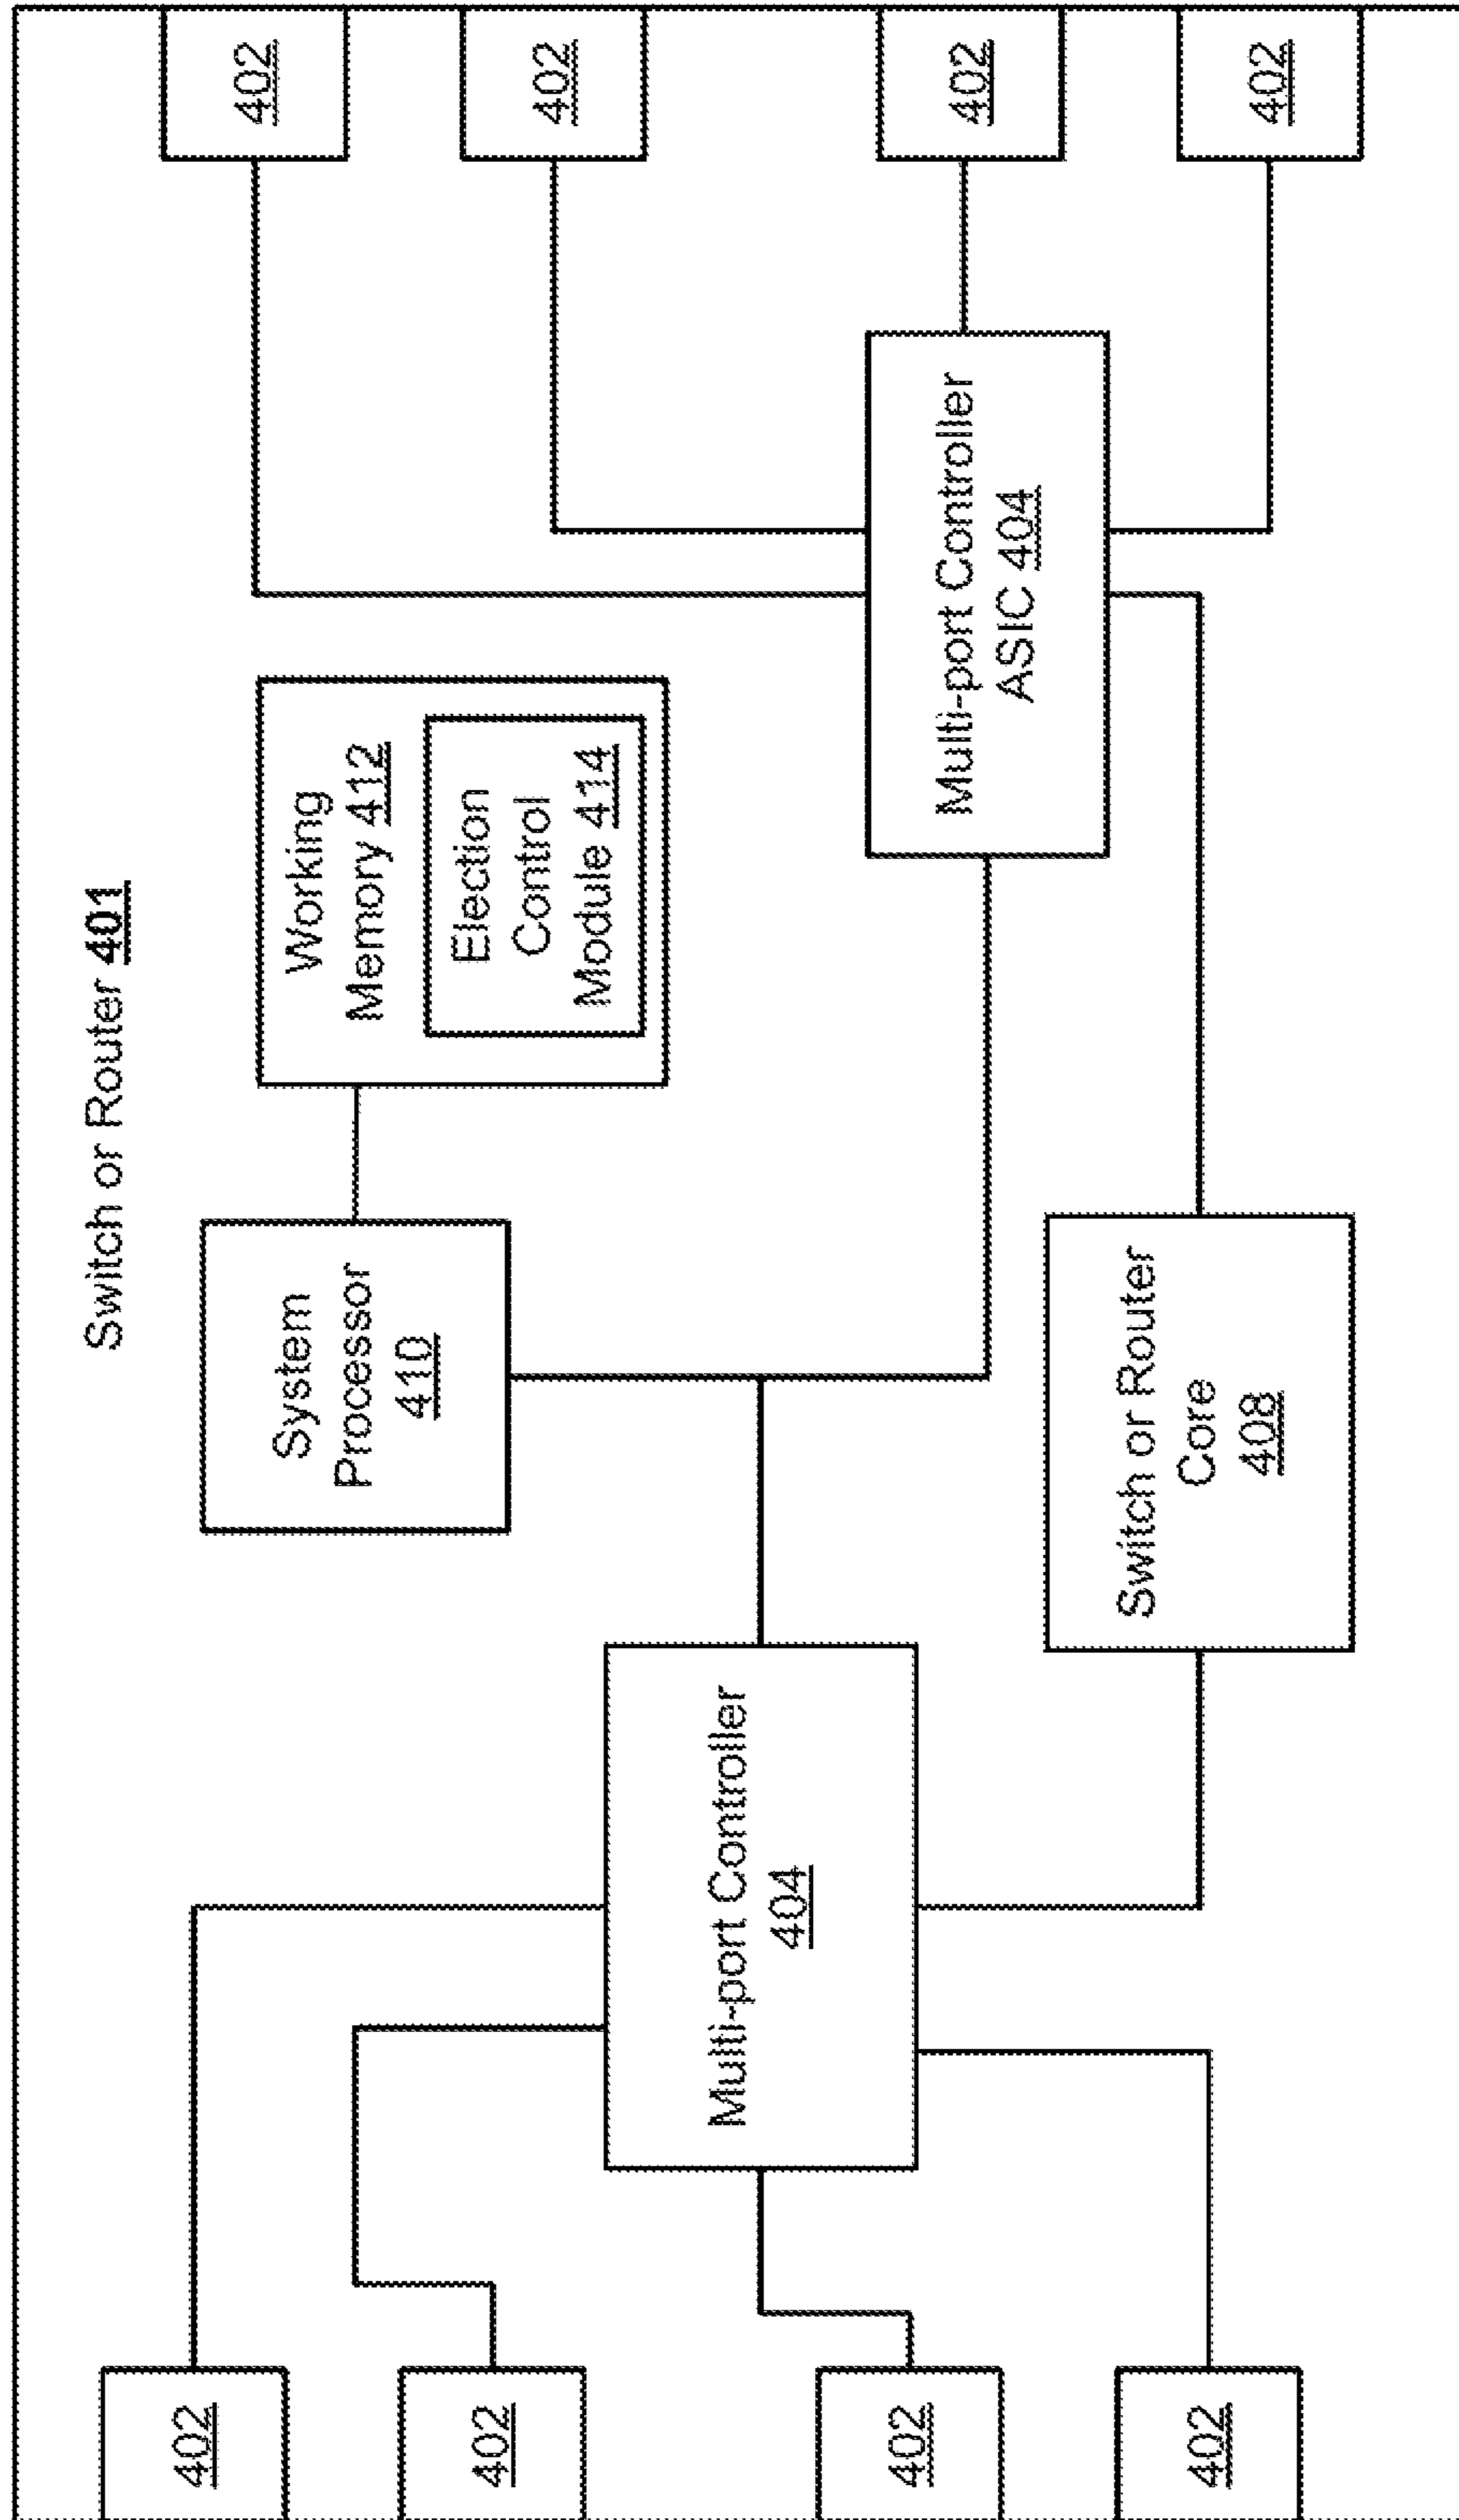 Switch or Router 401
402
402
402
402
Multi-port Controller
404
System
Processor
410
Switch or Router
Core
408
Working
Memory 412
Election
Control
Module 414
Multi-port Controller
ASIC 404
402
402
402
402